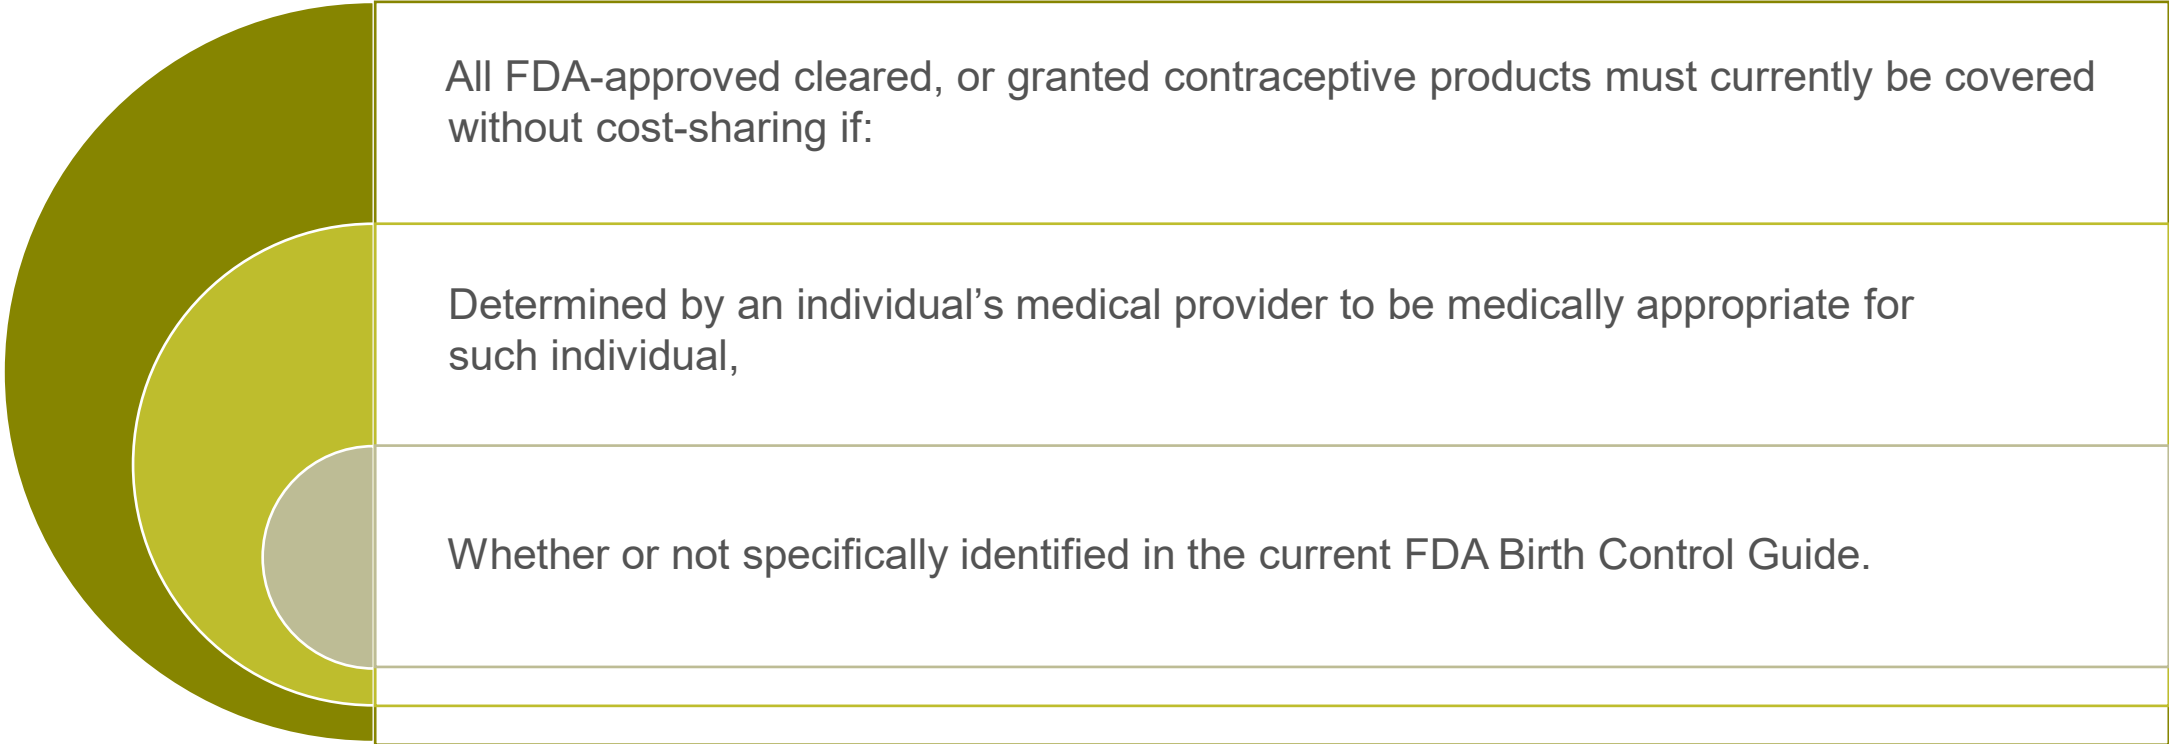 All FDA-approved cleared, or granted contraceptive products must currently be covered
without cost-sharing if:
Determined by an individual’s medical provider to be medically appropriate for
such individual,
Whether or not specifically identified in the current FDA Birth Control Guide.